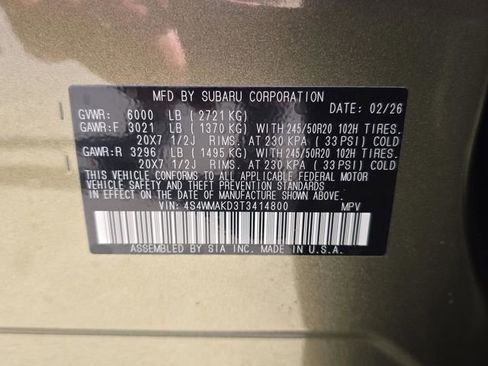 MFD BY SUBARU CORPORATION
GVWR: 6000 LB ( 2721 KG) DATE: 02/26
GAWR:F 3021 LB ( 1370 KG) WITH 245/50R20 102H TIRES.
20X7 1/2J RIMS. AT 230 KPA ( 33 PSI) COLD
GAWR:R 3296 LB ( 1495 KG) WITH 245/50R20 102H TIRES.
20X7 1/2J RIMS. AT 230 KPA ( 33 PSI) COLD
THIS VEHICLE CONFORMS TO ALL APPLICABLE FEDERAL MOTOR
VEHICLE SAFETY AND THEFT PREVENTION STANDARDS
IN EFFECT ON THE DATE OF MANUFACTURE SHOWN ABOVE.
VIN: 4S4WMAKD3T3414800 MPV
ASSEMBLED BY SIA INC. MADE IN U.S.A.